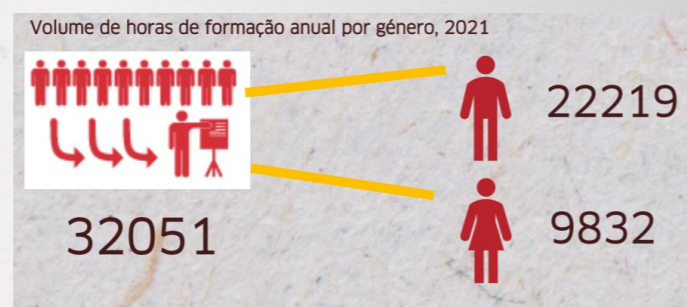 Volume de horas de formação anual por género, 2021
22219
32051
9832